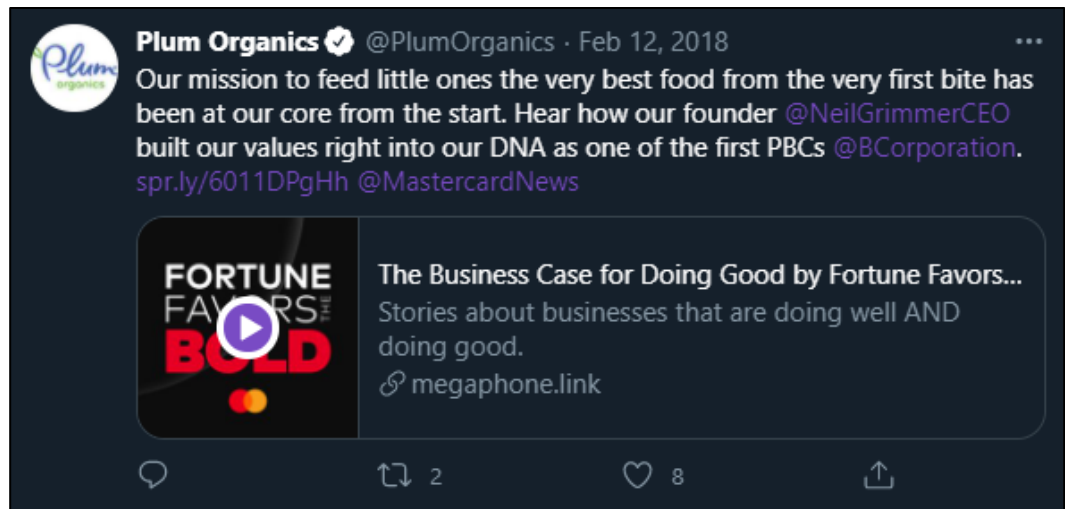 Plum organics
Plum Organics @PlumOrganics · Feb 12, 2018
Our mission to feed little ones the very best food from the very first bite has
been at our core from the start. Hear how our founder @NeilGrimmerCEO
built our values right into our DNA as one of the first PBCs @BCorporation.
spr.ly/6011DPgHh @MastercardNews
FORTUNE
FAVORS THE
BOLD
The Business Case for Doing Good by Fortune Favors...
Stories about businesses that are doing well AND
doing good.
megaphone.link
2 8